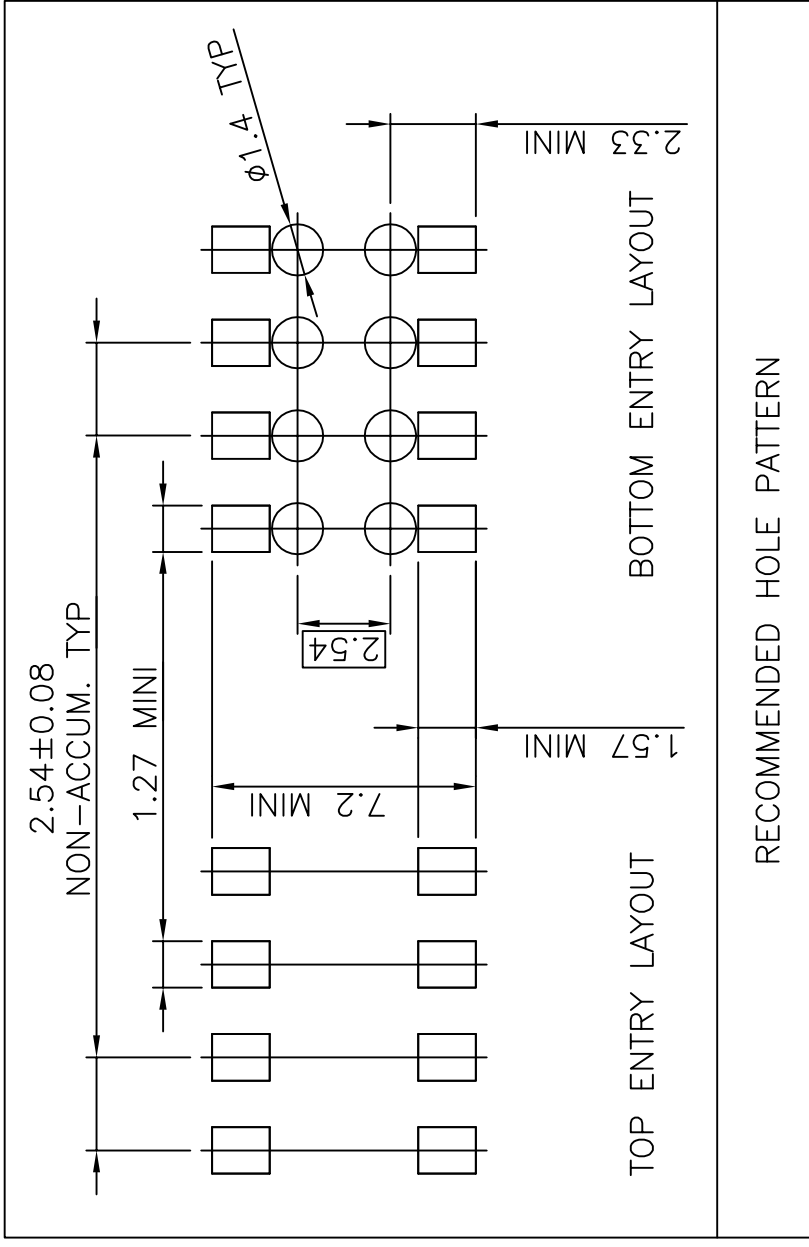 2.54±0.08
NON-ACCUM. TYP
1.27 MINI
7.2 MINI
1.57 MINI
2.54
ø1.4 TYP
2.33 MINI
TOP ENTRY LAYOUT
BOTTOM ENTRY LAYOUT
RECOMMENDED HOLE PATTERN